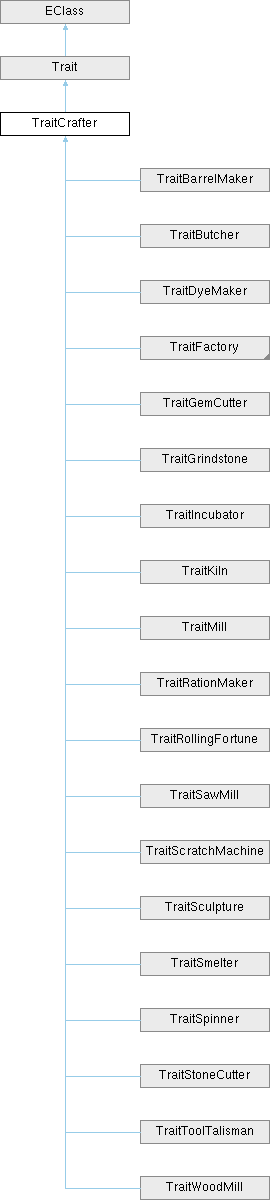 EClass
Trait
TraitCrafter
TraitBarrelMaker
TraitButcher
TraitDyeMaker
TraitFactory
TraitGemCutter
TraitGrindstone
TraitIncubator
TraitKiln
TraitMill
TraitRationMaker
TraitRollingFortune
TraitSawMill
TraitScratchMachine
TraitSculpture
TraitSmelter
TraitSpinner
TraitStoneCutter
TraitToolTalisman
TraitWoodMill